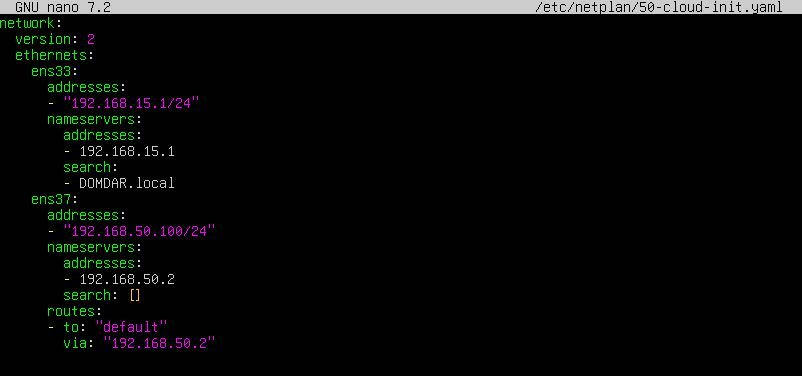 GNU nano 7.2 /etc/netplan/50-cloud-init.yaml
network:
  version: 2
  ethernets:
    ens33:
      addresses:
      - "192.168.15.1/24"
      nameservers:
        addresses:
        - 192.168.15.1
        search:
        - DOMDAR.local
    ens37:
      addresses:
      - "192.168.50.100/24"
      nameservers:
        addresses:
        - 192.168.50.2
        search: []
      routes:
      - to: "default"
        via: "192.168.50.2"